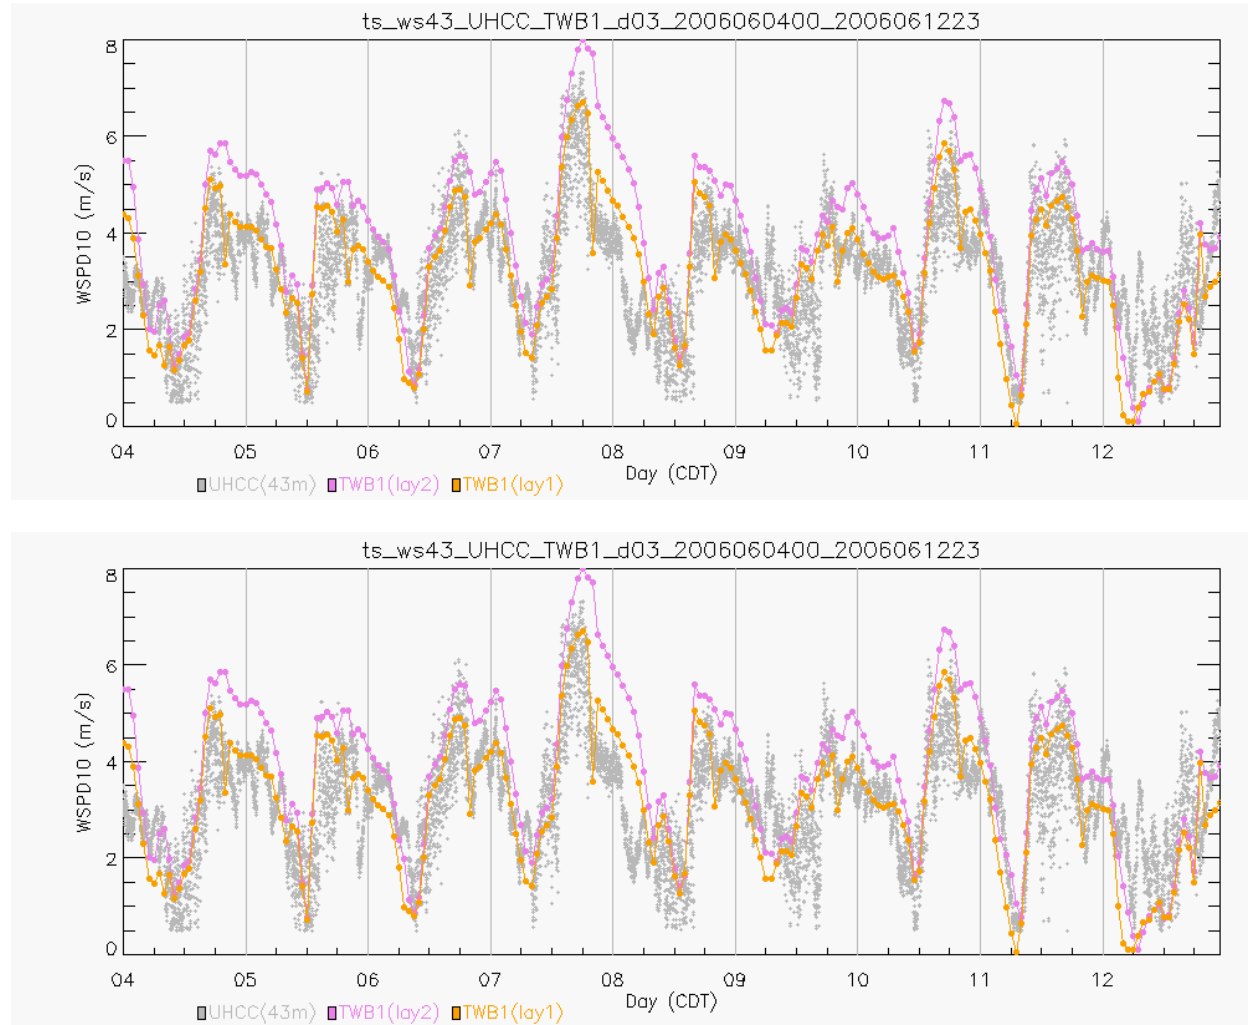 ts_ws43_UHCC_TWB1_d03_2006060400_2006061223
8
6
4
2
0
WSPD10 (m/s)
04 05 06 07 08 09 10 11 12
Day (CDT)
UHCC(43m) TWB1(lay2) TWB1(lay1)
ts_ws43_UHCC_TWB1_d03_2006060400_2006061223
8
6
4
2
0
WSPD10 (m/s)
04 05 06 07 08 09 10 11 12
Day (CDT)
UHCC(43m) TWB1(lay2) TWB1(lay1)